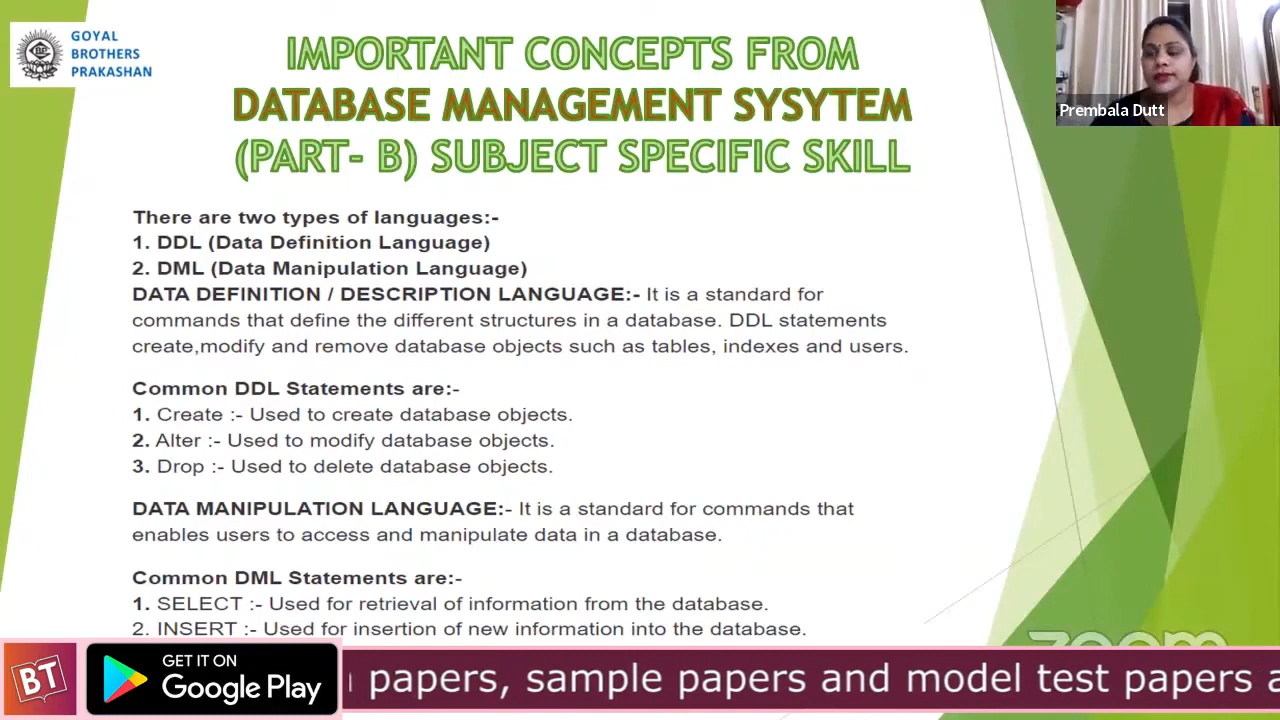 GOYAL
BROTHERS
PRAKASHAN
IMPORTANT CONCEPTS FROM
DATABASE MANAGEMENT SYSYTEM
(PART- B) SUBJECT SPECIFIC SKILL
Prembala Dutt
There are two types of languages:-
1. DDL (Data Definition Language)
2. DML (Data Manipulation Language)
DATA DEFINITION / DESCRIPTION LANGUAGE:- It is a standard for
commands that define the different structures in a database. DDL statements
create,modify and remove database objects such as tables, indexes and users.
Common DDL Statements are:-
1. Create :- Used to create database objects.
2. Alter :- Used to modify database objects.
3. Drop :- Used to delete database objects.
DATA MANIPULATION LANGUAGE:- It is a standard for commands that
enables users to access and manipulate data in a database.
Common DML Statements are:-
1. SELECT :- Used for retrieval of information from the database.
2. INSERT :- Used for insertion of new information into the database.
zoom
BT
GET IT ON
Google Play
papers, sample papers and model test papers